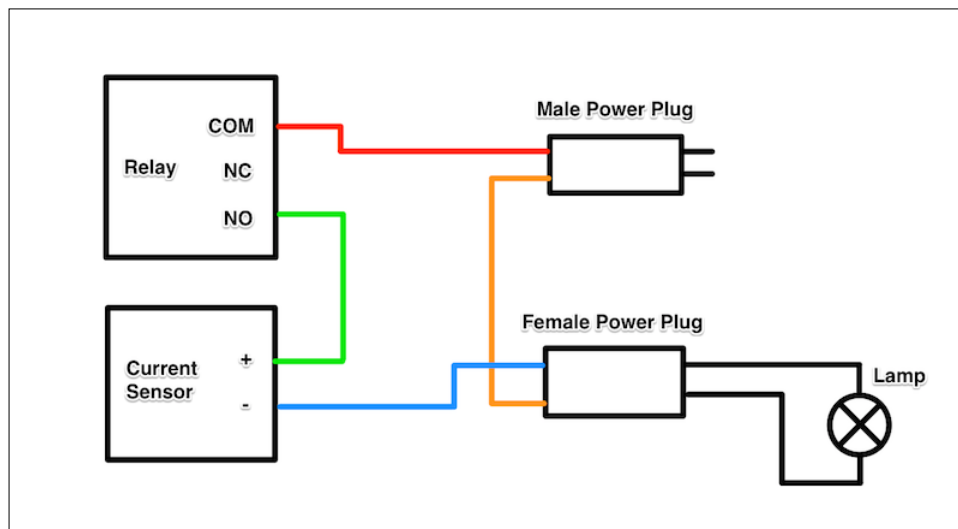 COM
Relay
NC
NO
Male Power Plug
Current
Sensor
+
-
Female Power Plug
Lamp